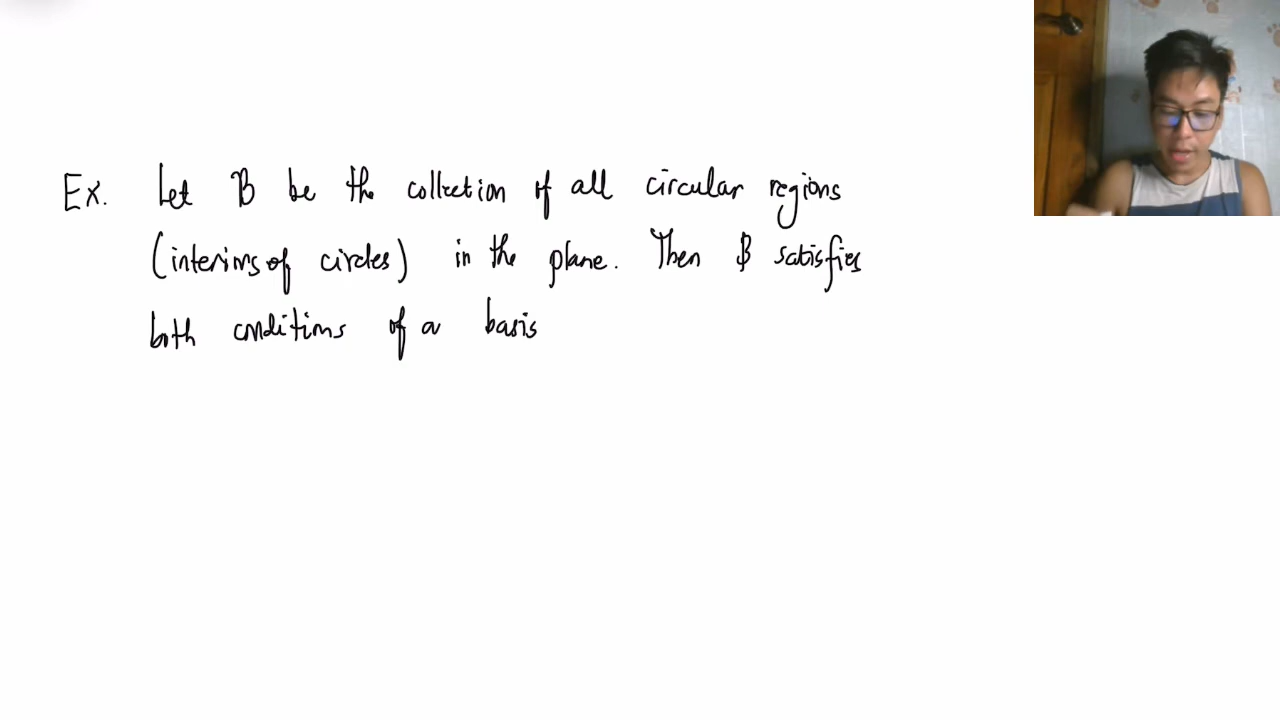 Ex. Let B be the collection of all circular regions
(interiors of circles) in the plane. Then B satisfies
both conditions of a basis